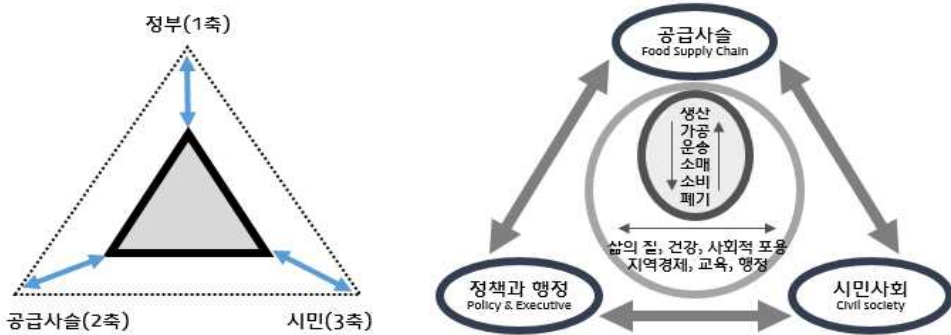 정부(1축)
공급사슬(2축)
시민(3축)
공급사슬
Food Supply Chain
생산
가공
운송
소매
소비
폐기
삶의 질, 건강, 사회적 포용
지역경제, 교육, 행정
정책과 행정
Policy & Executive
시민사회
Civil society